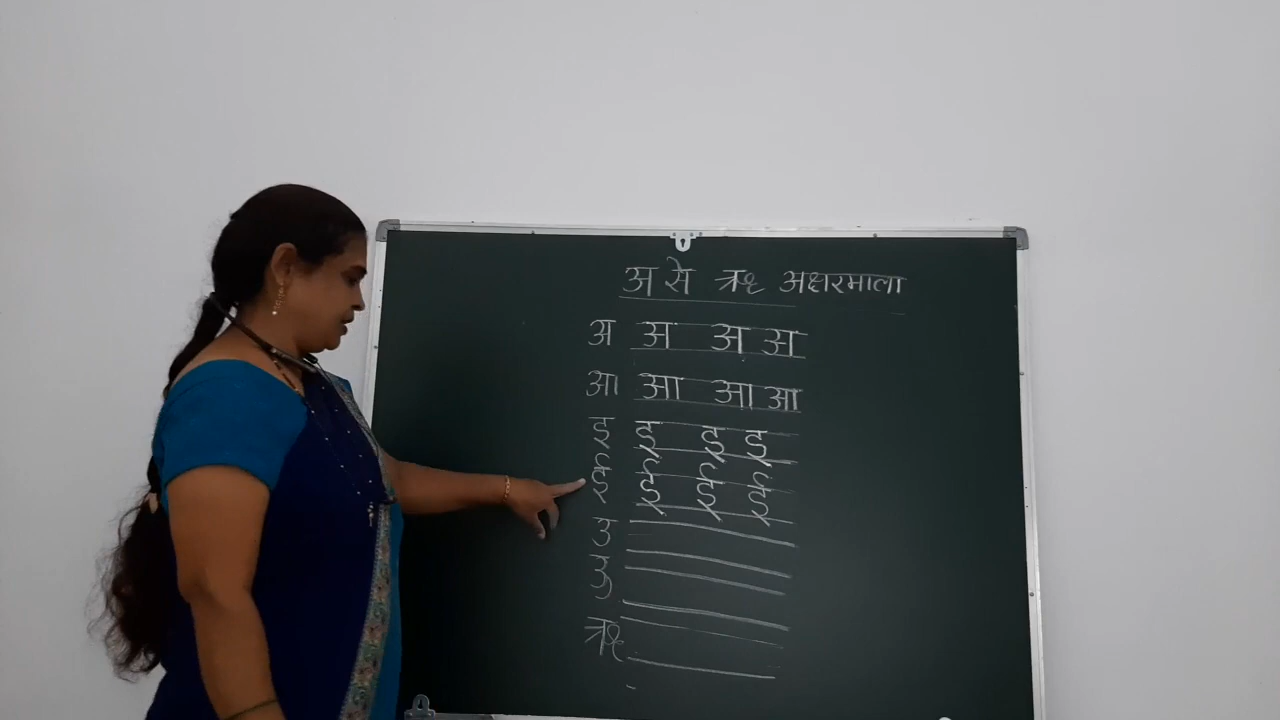 अ से ऋ अक्षरमाला
अ अ अ अ
आ आ आ आ
इ इ इ इ
ई ई ई ई
उ
ऊ
ऋ